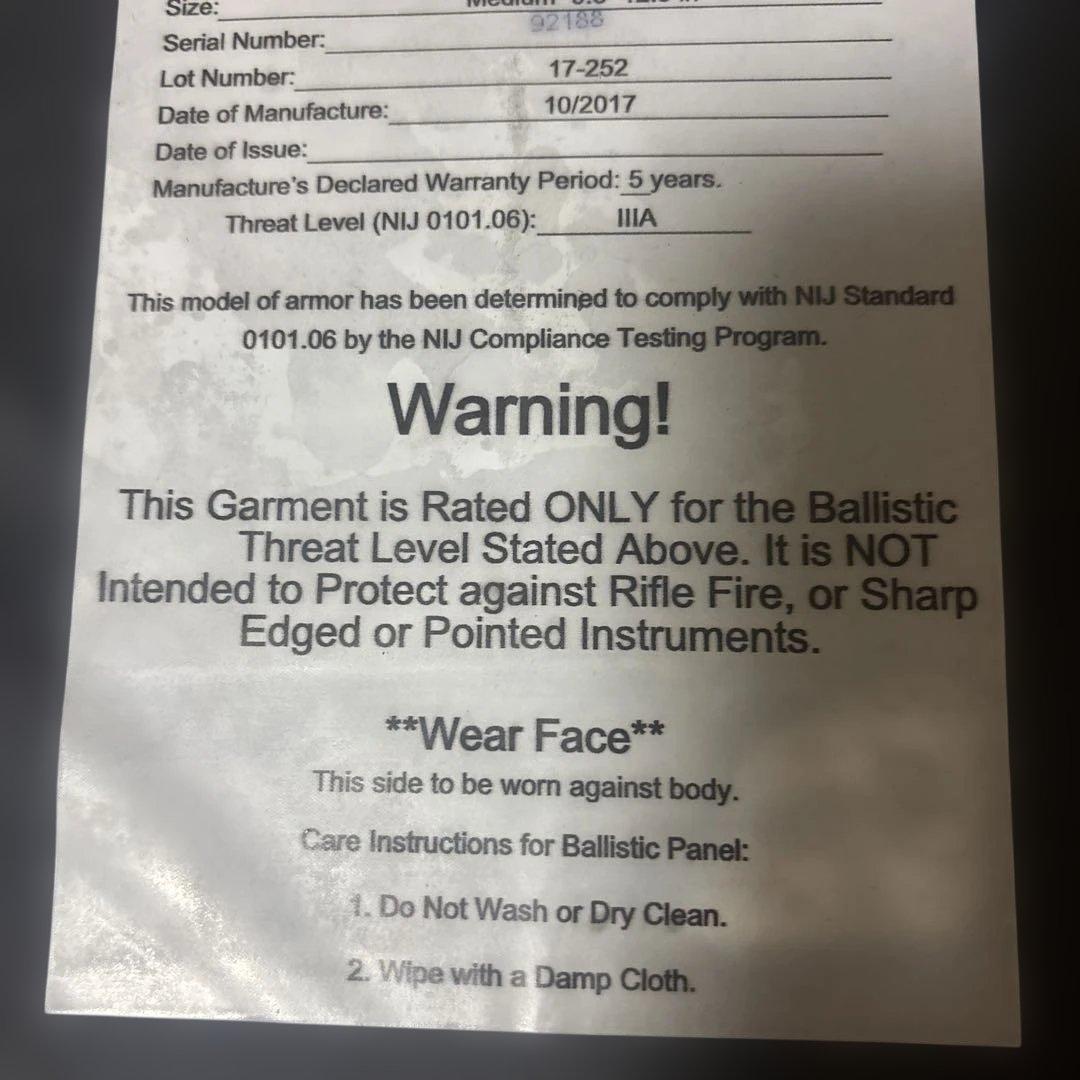 Size: Medium
92188
Serial Number:
Lot Number: 17-252
Date of Manufacture: 10/2017
Date of Issue:
Manufacture's Declared Warranty Period: 5 years.
Threat Level (NIJ 0101.06): IIIA
This model of armor has been determined to comply with NIJ Standard
0101.06 by the NIJ Compliance Testing Program.
Warning!
This Garment is Rated ONLY for the Ballistic
Threat Level Stated Above. It is NOT
Intended to Protect against Rifle Fire, or Sharp
Edged or Pointed Instruments.
**Wear Face**
This side to be worn against body.
Care Instructions for Ballistic Panel:
1. Do Not Wash or Dry Clean.
2. Wipe with a Damp Cloth.